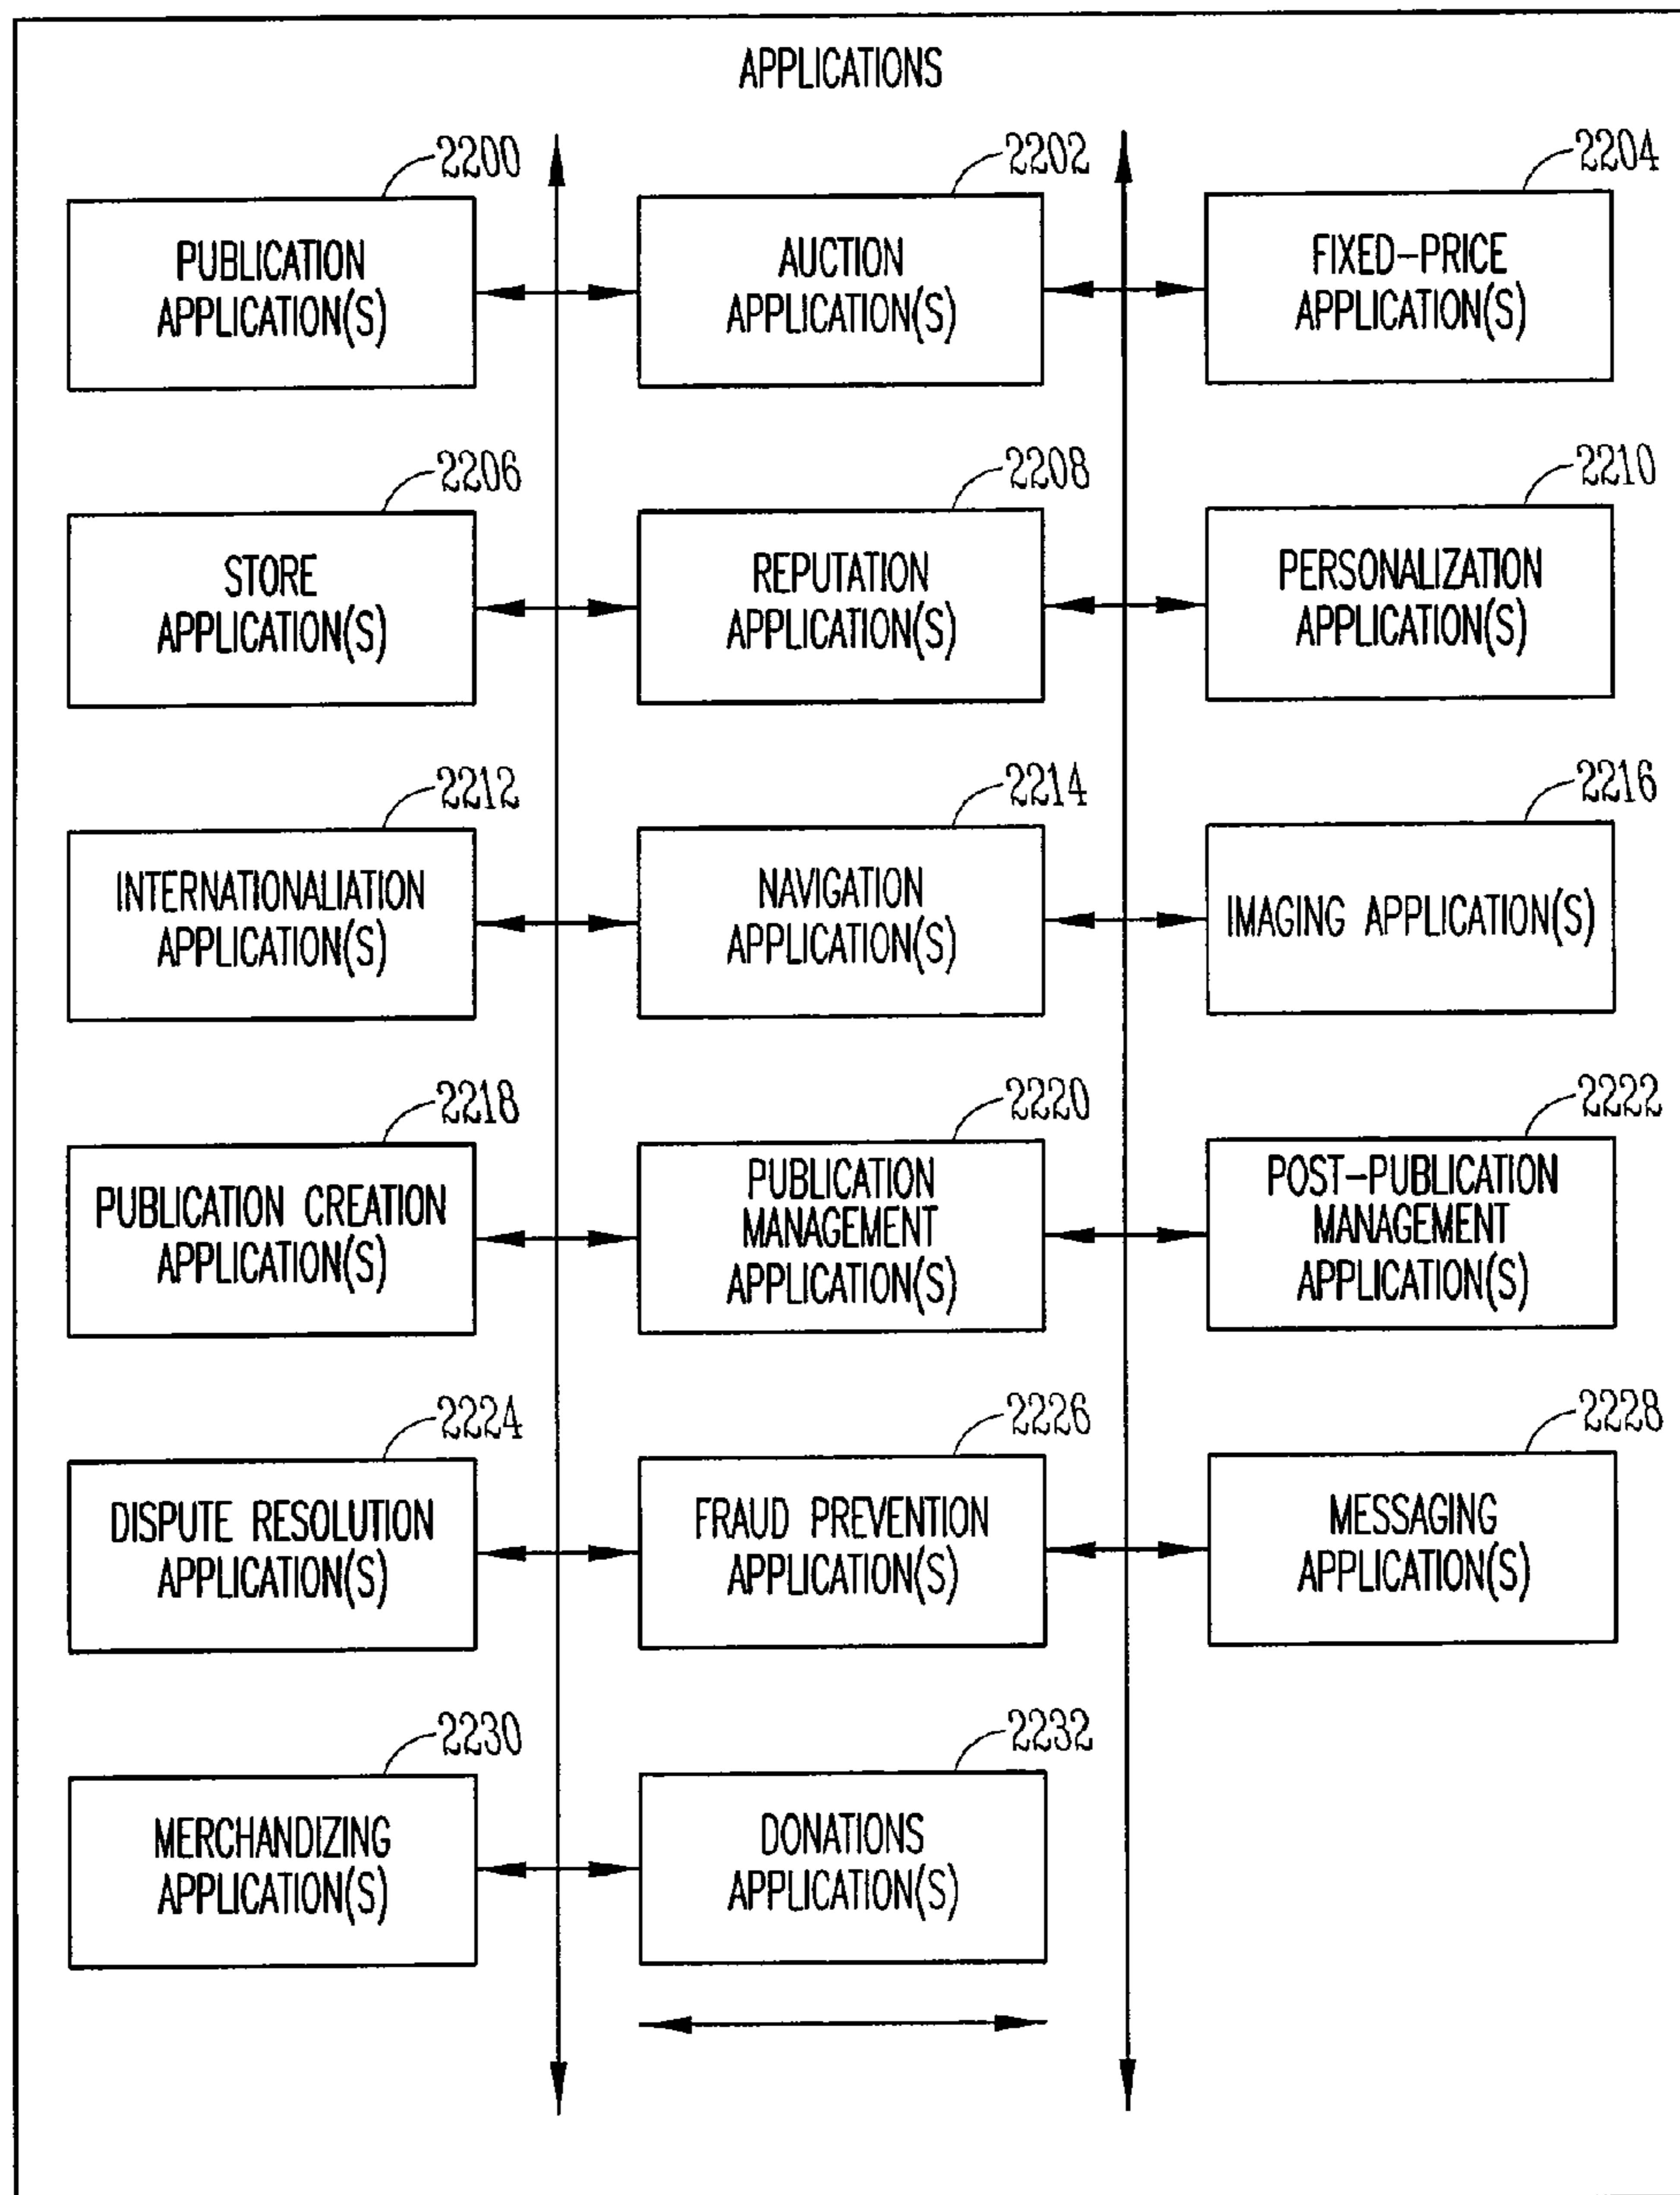 APPLICATIONS
2200
PUBLICATION
APPLICATION(S)
2202
AUCTION
APPLICATION(S)
2204
FIXED-PRICE
APPLICATION(S)
2206
STORE
APPLICATION(S)
2208
REPUTATION
APPLICATION(S)
2210
PERSONALIZATION
APPLICATION(S)
2212
INTERNATIONALIATION
APPLICATION(S)
2214
NAVIGATION
APPLICATION(S)
2216
IMAGING APPLICATION(S)
2218
PUBLICATION CREATION
APPLICATION(S)
2220
PUBLICATION
MANAGEMENT
APPLICATION(S)
2222
POST-PUBLICATION
MANAGEMENT
APPLICATION(S)
2224
DISPUTE RESOLUTION
APPLICATION(S)
2226
FRAUD PREVENTION
APPLICATION(S)
2228
MESSAGING
APPLICATION(S)
2230
MERCHANDIZING
APPLICATION(S)
2232
DONATIONS
APPLICATION(S)